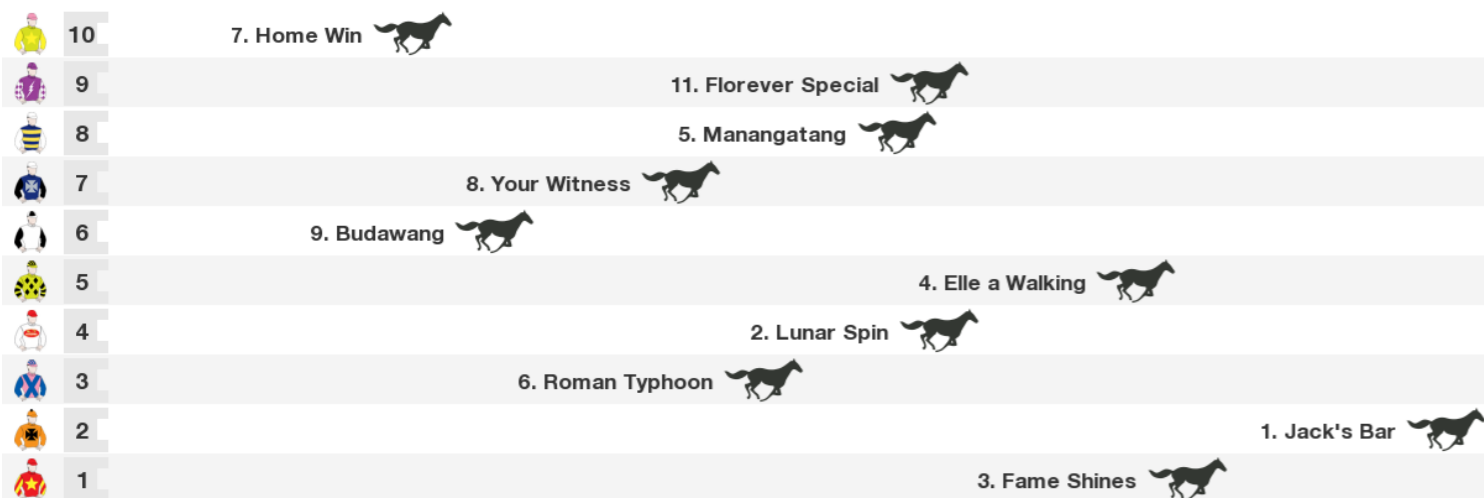 10 7. Home Win
9 11. Florever Special
8 5. Manangatang
7 8. Your Witness
6 9. Budawang
5 4. Elle a Walking
4 2. Lunar Spin
3 6. Roman Typhoon
2 1. Jack's Bar
1 3. Fame Shines